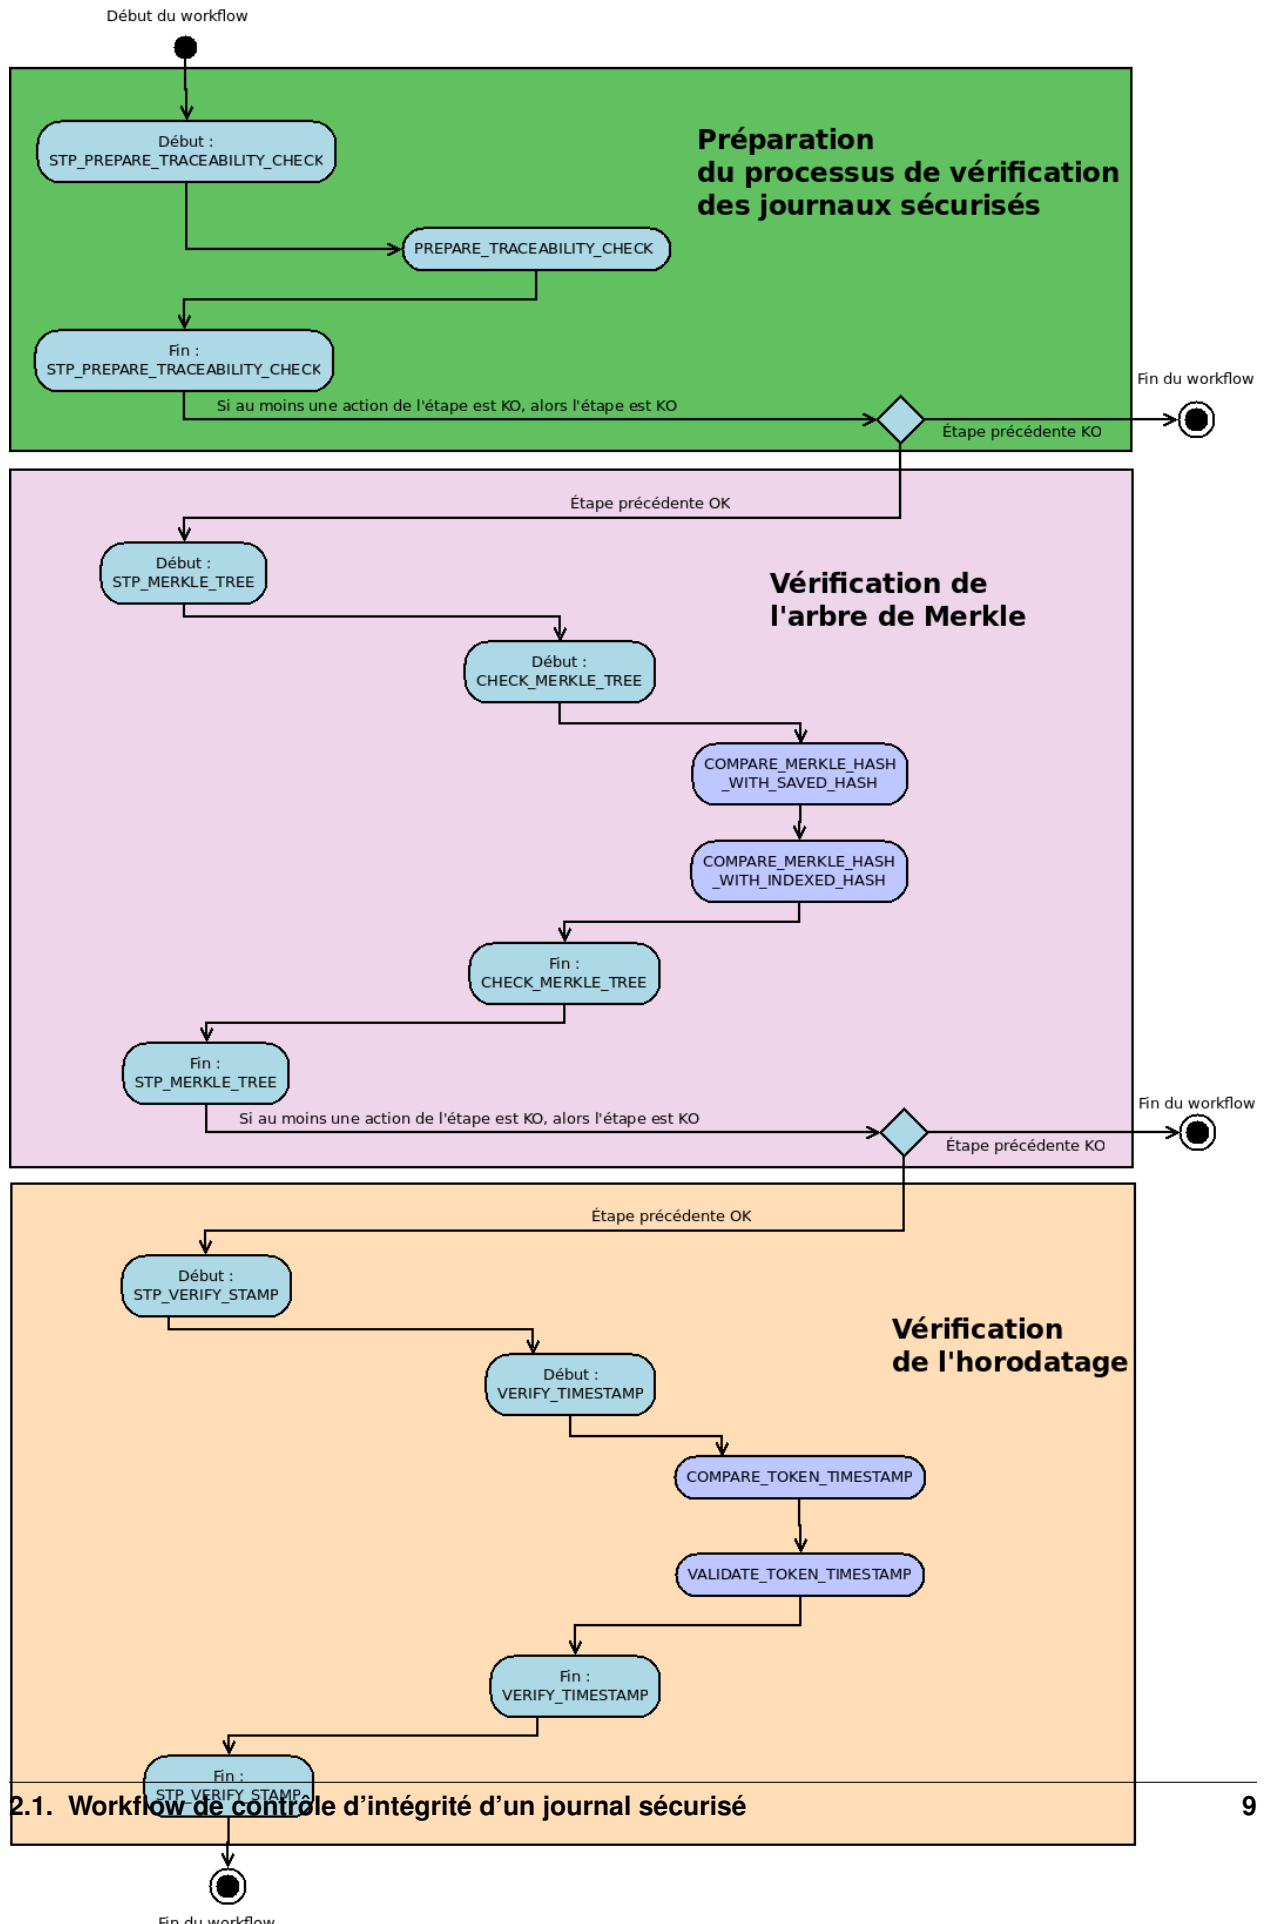 Début du workflow
Début :
STP_PREPARE_TRACEABILITY_CHECK
Préparation
du processus de vérification
des journaux sécurisés
PREPARE_TRACEABILITY_CHECK
Fin :
STP_PREPARE_TRACEABILITY_CHECK
Fin du workflow
Si au moins une action de l'étape est KO, alors l'étape est KO
Étape précédente KO
Étape précédente OK
Début :
STP_MERKLE_TREE
Vérification de
l'arbre de Merkle
Début :
CHECK_MERKLE_TREE
COMPARE_MERKLE_HASH
_WITH_SAVED_HASH
COMPARE_MERKLE_HASH
_WITH_INDEXED_HASH
Fin :
CHECK_MERKLE_TREE
Fin :
STP_MERKLE_TREE
Fin du workflow
Si au moins une action de l'étape est KO, alors l'étape est KO
Étape précédente KO
Étape précédente OK
Début :
STP_VERIFY_STAMP
Vérification
de l'horodatage
Début :
VERIFY_TIMESTAMP
COMPARE_TOKEN_TIMESTAMP
VALIDATE_TOKEN_TIMESTAMP
Fin :
VERIFY_TIMESTAMP
Fin :
STP_VERIFY_STAMP
2.1. Workflow de contrôle d’intégrité d’un journal sécurisé 9
Fin du workflow